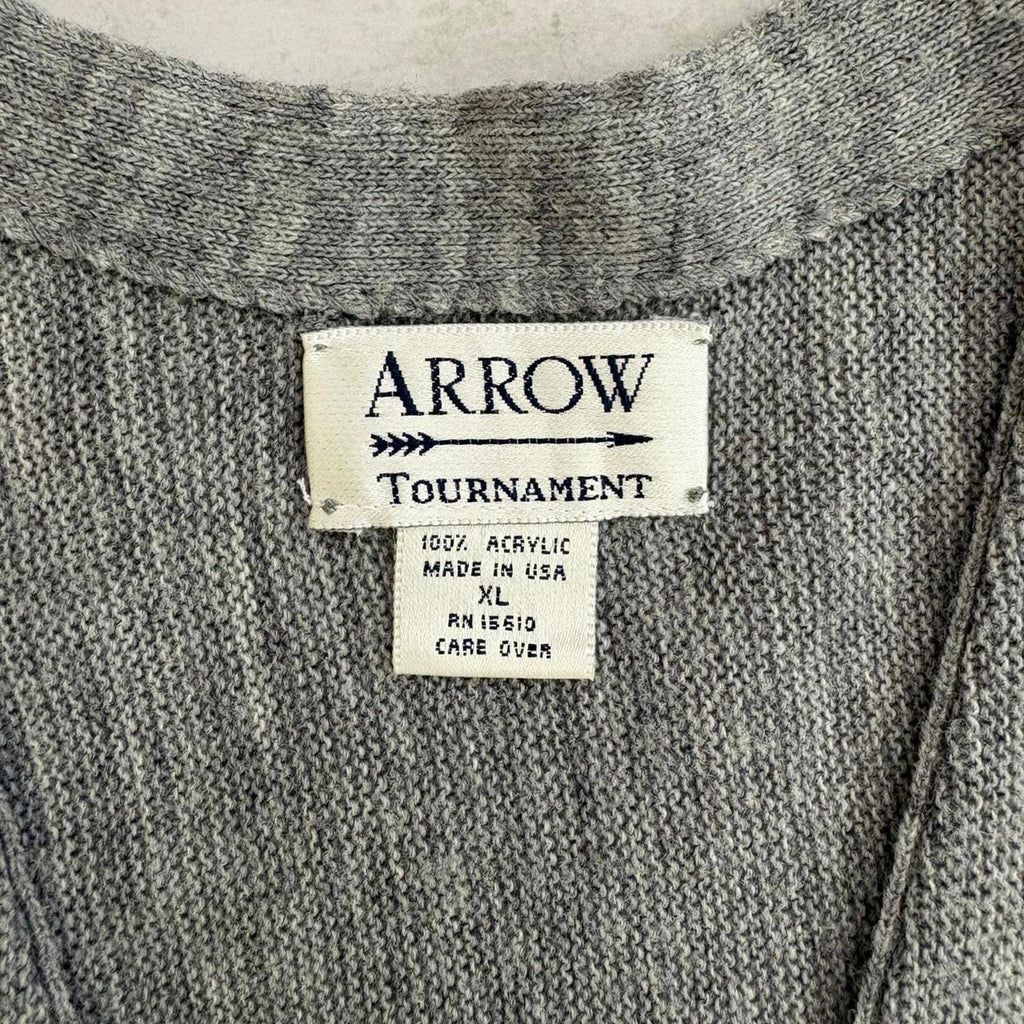 ARROW
TOURNAMENT
100% ACRYLIC
MADE IN USA
XL
RN 15610
CARE OVER